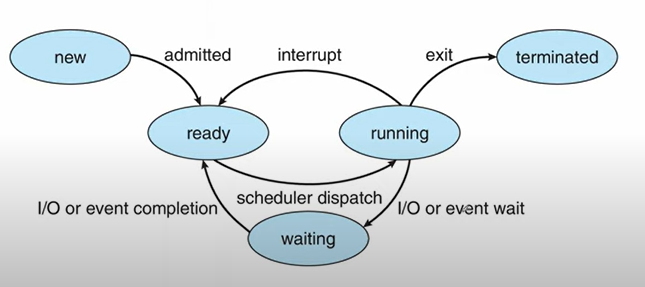 new
admitted
interrupt
exit
terminated
ready
running
scheduler dispatch
I/O or event completion
I/O or event wait
waiting